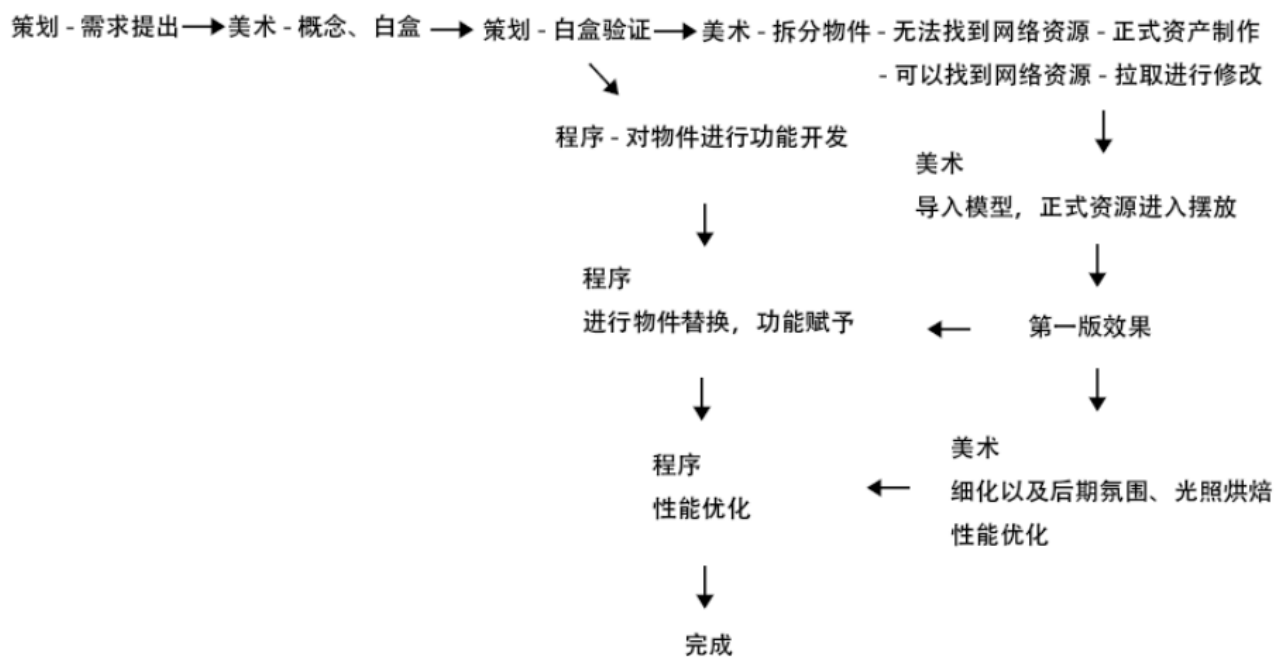 策划 - 需求提出
美术 - 概念、白盒
策划 - 白盒验证
美术 - 拆分物件 - 无法找到网络资源 - 正式资产制作
- 可以找到网络资源 - 拉取进行修改
程序 - 对物件进行功能开发
美术
导入模型，正式资源进入摆放
程序
进行物件替换，功能赋予
第一版效果
美术
细化以及后期氛围、光照烘焙
性能优化
程序
性能优化
完成